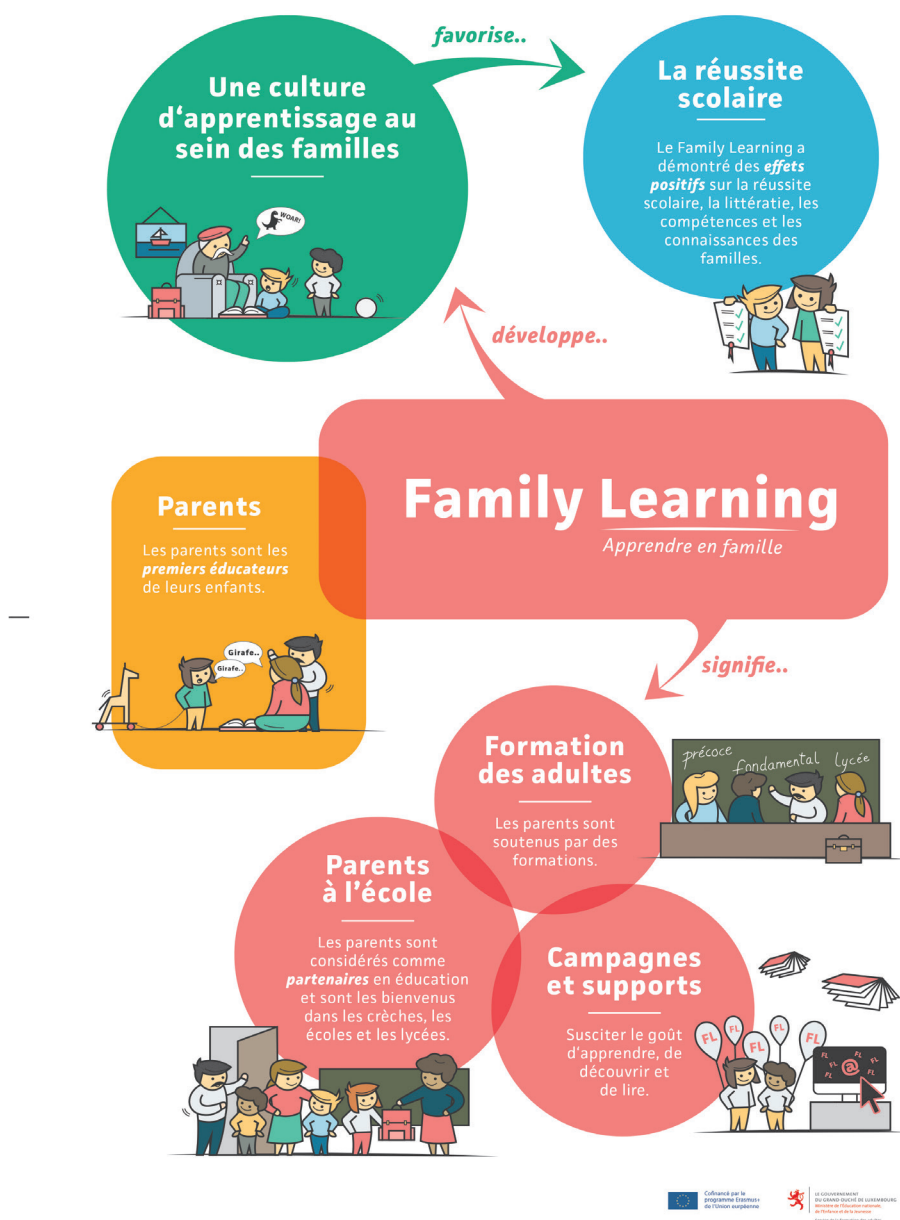 favorise..
Une culture
d'apprentissage au
sein des familles
WOAR!
La réussite
scolaire
Le Family Learning a
démontré des effets
positifs sur la réussite
scolaire, la littératie, les
compétences et les
connaissances des
familles.
développe..
Family Learning
Apprendre en famille
Parents
Les parents sont les
premiers éducateurs
de leurs enfants.
Girafe..
Girafe..
signifie..
Formation
des adultes
Les parents sont
soutenus par des
formations.
précoce
fondamental
lycée
Parents
à l'école
Les parents sont
considérés comme
partenaires en éducation
et sont les bienvenus
dans les crèches, les
écoles et les lycées.
Campagnes
et supports
Susciter le goût
d'apprendre, de
découvrir et
de lire.
FL
FL
FL
FL
FL
FL
FL
FL
FL
@
Cofinancé par le
programme Erasmus+
de l'Union européenne
LE GOUVERNEMENT
DU GRAND-DUCHÉ DE LUXEMBOURG
Ministère de l'Éducation nationale,
de l'Enfance et de la Jeunesse